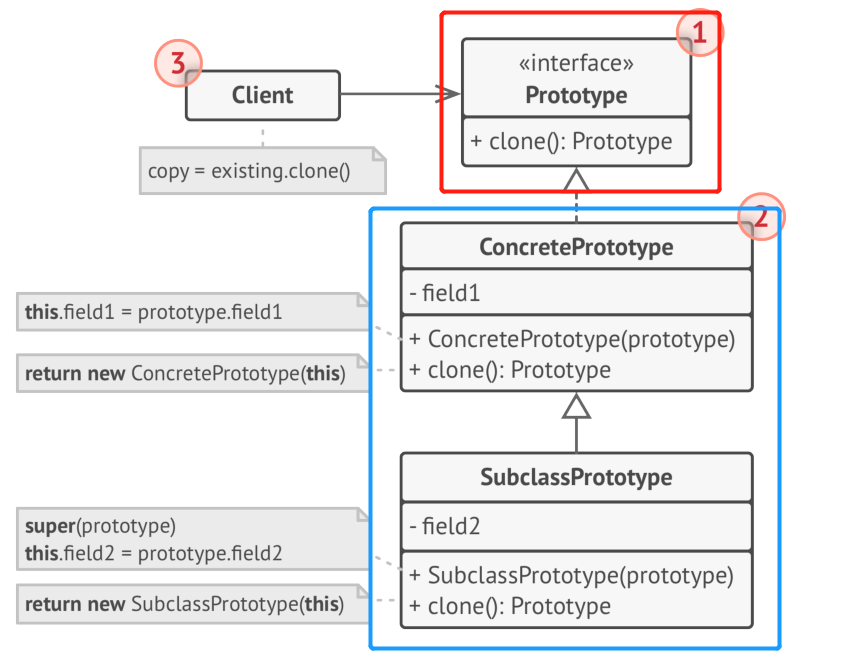 1
«interface»
Prototype
+ clone(): Prototype
3
Client
copy = existing.clone()
2
ConcretePrototype
- field1
+ ConcretePrototype(prototype)
+ clone(): Prototype
this.field1 = prototype.field1
return new ConcretePrototype(this)
SubclassPrototype
- field2
+ SubclassPrototype(prototype)
+ clone(): Prototype
super(prototype)
this.field2 = prototype.field2
return new SubclassPrototype(this)